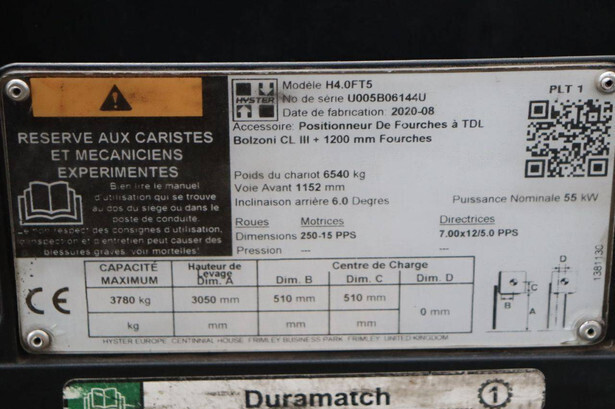 RESERVE AUX CARISTES
ET MECANICIENS
EXPERIMENTES
Bien lire le manuel
d'utilisation qui se trouve
au dos du siège ou dans le
poste de conduite.
Le non respect des consignes d'utilisation,
d'inspection et d'entretien peut causer des
blessures graves, voir mortelles!
HYSTER
Modèle H4.0FT5
No de série U005B06144U
Date de fabrication 2020-08
Accessoire: Positionneur De Fourches à TDL
Bolzoni CL III + 1200 mm Fourches
PLT 1
Poids du chariot 6540 kg
Voie Avant 1152 mm
Inclinaison arrière 6.0 Degres
Puissance Nominale 55 kW
Roues Motrices Directrices
Dimensions 250-15 PPS 7.00x12/5.0 PPS
Pression --- ---
CE
CAPACITÉ MAXIMUM
Hauteur de Levage Dim. A
Centre de Charge
Dim. B Dim. C Dim. D
3780 kg 3050 mm 510 mm 510 mm 0 mm
kg mm mm mm
D
B C A
1381130
HYSTER EUROPE, CENTENNIAL HOUSE, FRIMLEY BUSINESS PARK, FRIMLEY, UNITED KINGDOM
Duramatch
1